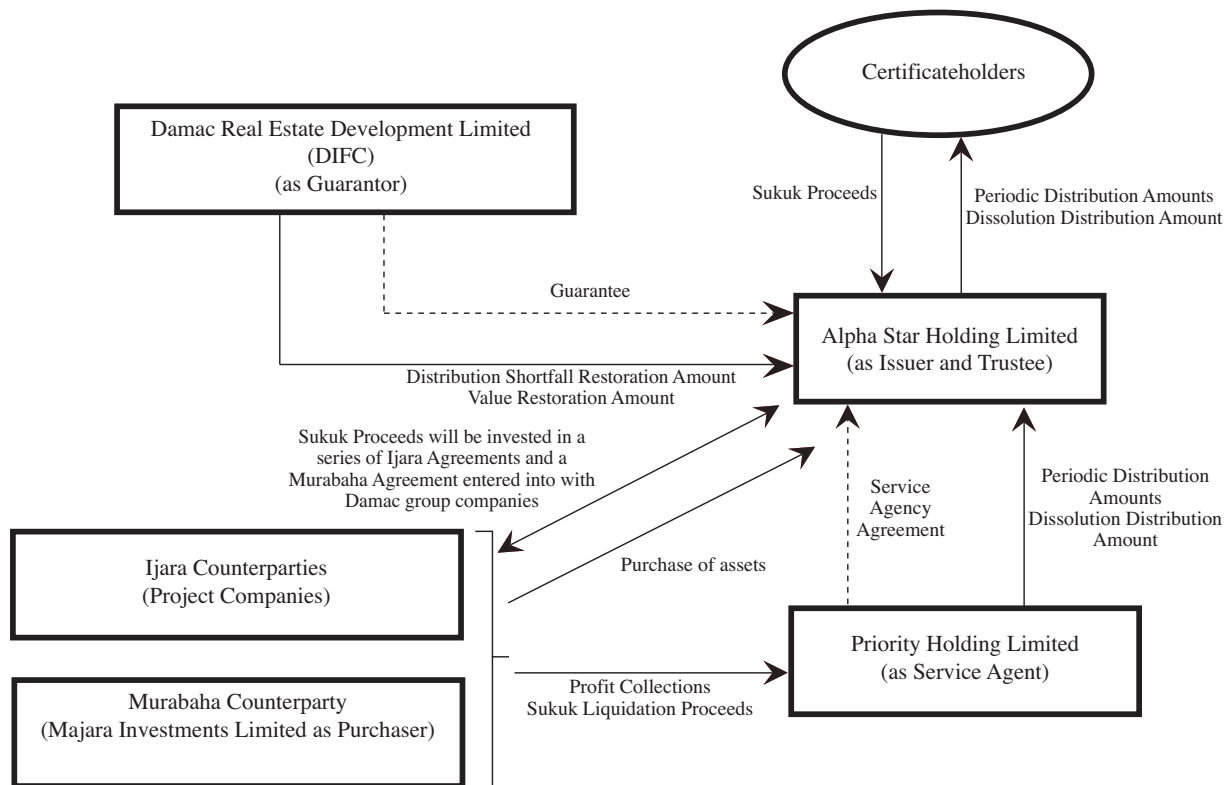 Certificateholders
Damac Real Estate Development Limited
(DIFC)
(as Guarantor)
Sukuk Proceeds
Periodic Distribution Amounts
Dissolution Distribution Amount
Guarantee
Alpha Star Holding Limited
(as Issuer and Trustee)
Distribution Shortfall Restoration Amount
Value Restoration Amount
Sukuk Proceeds will be invested in a
series of Ijara Agreements and a
Murabaha Agreement entered into with
Damac group companies
Service
Agency
Agreement
Periodic Distribution
Amounts
Dissolution Distribution
Amount
Purchase of assets
Ijara Counterparties
(Project Companies)
Priority Holding Limited
(as Service Agent)
Profit Collections
Sukuk Liquidation Proceeds
Murabaha Counterparty
(Majara Investments Limited as Purchaser)